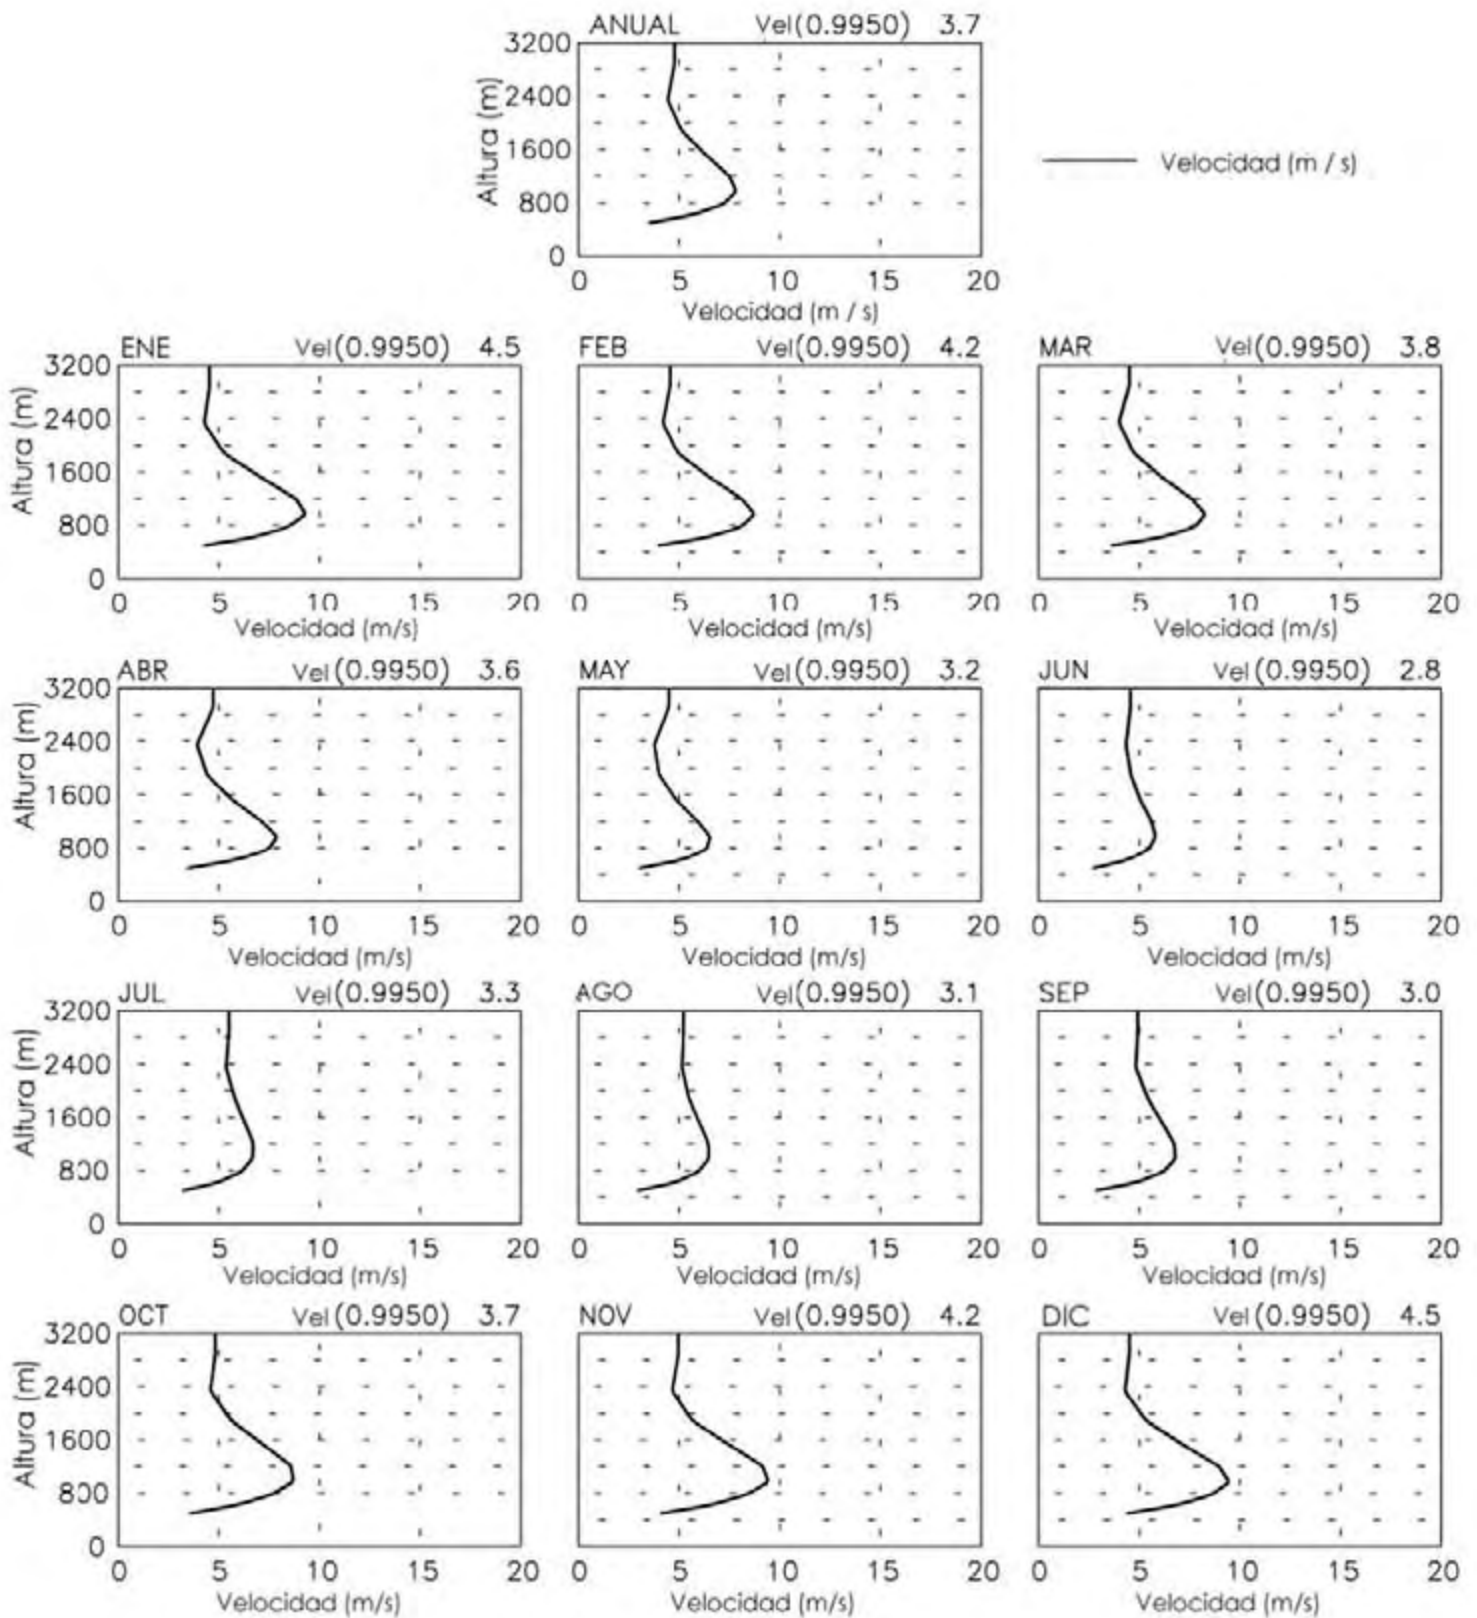 ANUAL Vel(0.9950) 3.7
3200
2400
1600
800
0
Altura (m)
0 5 10 15 20
Velocidad (m / s)
Velocidad (m / s)
ENE Vel(0.9950) 4.5
3200
2400
1600
800
0
Altura (m)
0 5 10 15 20
Velocidad (m/s)
FEB Vel(0.9950) 4.2
0 5 10 15 20
Velocidad (m/s)
MAR Vel(0.9950) 3.8
0 5 10 15 20
Velocidad (m/s)
ABR Vel(0.9950) 3.6
3200
2400
1600
800
0
Altura (m)
0 5 10 15 20
Velocidad (m/s)
MAY Vel(0.9950) 3.2
0 5 10 15 20
Velocidad (m/s)
JUN Vel(0.9950) 2.8
0 5 10 15 20
Velocidad (m/s)
JUL Vel(0.9950) 3.3
3200
2400
1600
800
0
Altura (m)
0 5 10 15 20
Velocidad (m/s)
AGO Vel(0.9950) 3.1
0 5 10 15 20
Velocidad (m/s)
SEP Vel(0.9950) 3.0
0 5 10 15 20
Velocidad (m/s)
OCT Vel(0.9950) 3.7
3200
2400
1600
800
0
Altura (m)
0 5 10 15 20
Velocidad (m/s)
NOV Vel(0.9950) 4.2
0 5 10 15 20
Velocidad (m/s)
DIC Vel(0.9950) 4.5
0 5 10 15 20
Velocidad (m/s)